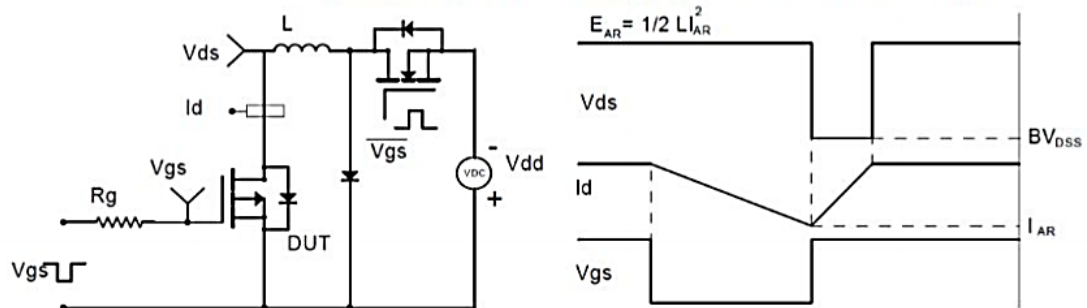 L
Vds
Id
Vgs
Vgs
Rg
DUT
Vgs
-
VDC
Vdd
+
E_AR= 1/2 LI_AR^2
Vds
BV_DSS
Id
I_AR
Vgs